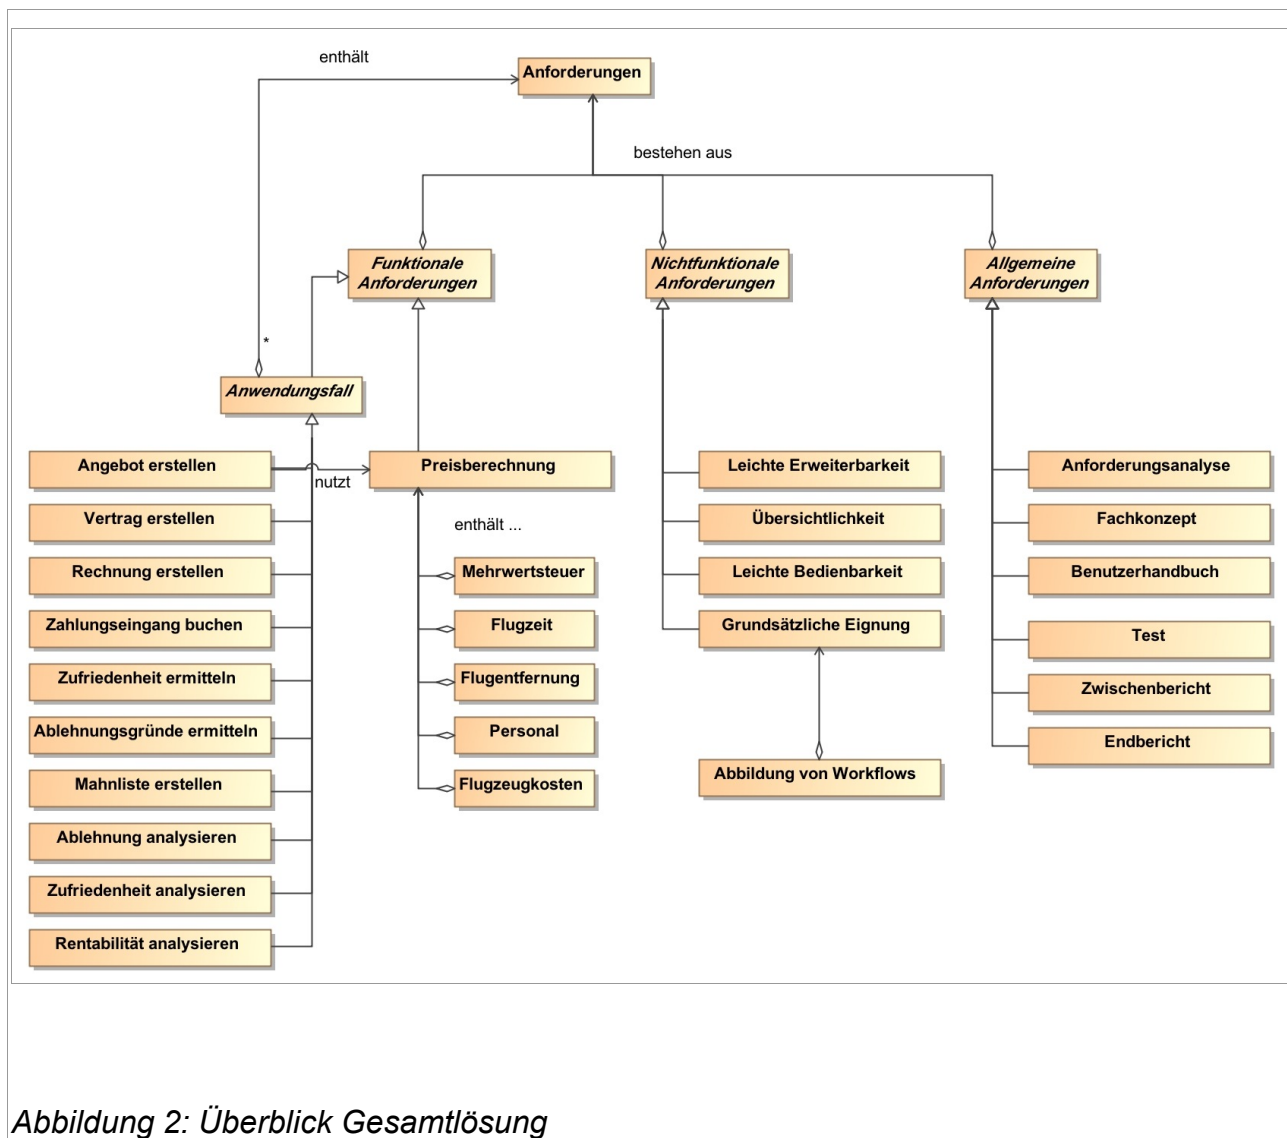 enthält
Anforderungen
bestehen aus
Funktionale
Anforderungen
Nichtfunktionale
Anforderungen
Allgemeine
Anforderungen
*
Anwendungsfall
Angebot erstellen
nutzt
Preisberechnung
Leichte Erweiterbarkeit
Anforderungsanalyse
Vertrag erstellen
enthält ...
Übersichtlichkeit
Fachkonzept
Rechnung erstellen
Mehrwertsteuer
Leichte Bedienbarkeit
Benutzerhandbuch
Zahlungseingang buchen
Flugzeit
Grundsätzliche Eignung
Test
Zufriedenheit ermitteln
Flugentfernung
Zwischenbericht
Ablehnungsgründe ermitteln
Personal
Endbericht
Mahnliste erstellen
Flugzeugkosten
Abbildung von Workflows
Ablehnung analysieren
Zufriedenheit analysieren
Rentabilität analysieren
Abbildung 2: Überblick Gesamtlösung